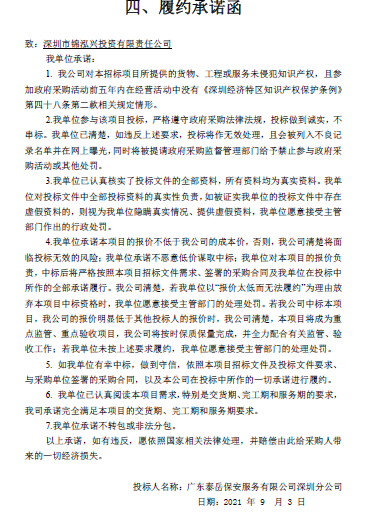 四、履约承诺函
致：深圳市锦泓兴投资有限责任公司
我单位承诺：
1. 我公司对本招标项目所提供的货物、工程或服务未侵犯知识产权，且参
加政府采购活动前五年内在经营活动中没有《深圳经济特区知识产权保护条例》
第四十八条第二款相关规定情形。
2.我单位参与该项目投标，严格遵守政府采购法律法规，投标做到诚实，不
串标。我单位已清楚，如违反上述要求，投标将作无效处理，且会被列入不良记
录名单并在网上曝光，同时将被提请政府采购监督管理部门给予禁止参与政府采
购活动或其他处罚。
3.我单位已认真核实了投标文件的全部资料，所有资料均为真实资料。我单
位对投标文件中全部投标资料的真实性负责，如被证实我单位的投标文件中存在
虚假资料的，则视为我单位隐瞒真实情况、提供虚假资料，我单位愿意接受主管
部门作出的行政处罚。
4.我单位承诺本项目的报价不低于我公司的成本价，否则，我公司清楚将面
临投标无效的风险；我单位承诺不恶意低价谋取中标；我单位对本项目的报价负
责，中标后将严格按照本项目招标文件需求、签署的采购合同及我单位在投标中
所作的全部承诺履行。我公司清楚，若我单位以“报价太低而无法履约”为理由放
弃本项目中标资格时，我单位愿意接受主管部门的处理处罚。若我公司中标本项
目，我公司的报价明显低于其他投标人的报价时，我公司清楚，本项目将成为重
点监管、重点验收项目，我公司将按时保质保量完成，并全力配合有关监管、验
收工作；若我单位未按上述要求履约，我单位愿意接受主管部门的处理处罚。
5. 如我单位有幸中标，做到守信，依照本项目招标文件及投标文件要求、
与采购单位签署的采购合同，以及本公司在投标中所作的一切承诺进行履约。
6. 我单位已认真阅读本项目需求，特别是交货期、完工期和服务期的要求，
我司承诺完全满足本项目的交货期、完工期和服务期要求。
7.我单位承诺不转包或非法分包。
以上承诺，如有违反，愿依照国家相关法律处理，并赔偿由此给采购人带
来的一切经济损失。
投标人名称：广东泰岳保安服务有限公司深圳分公司
日期：2021 年 9 月 3 日